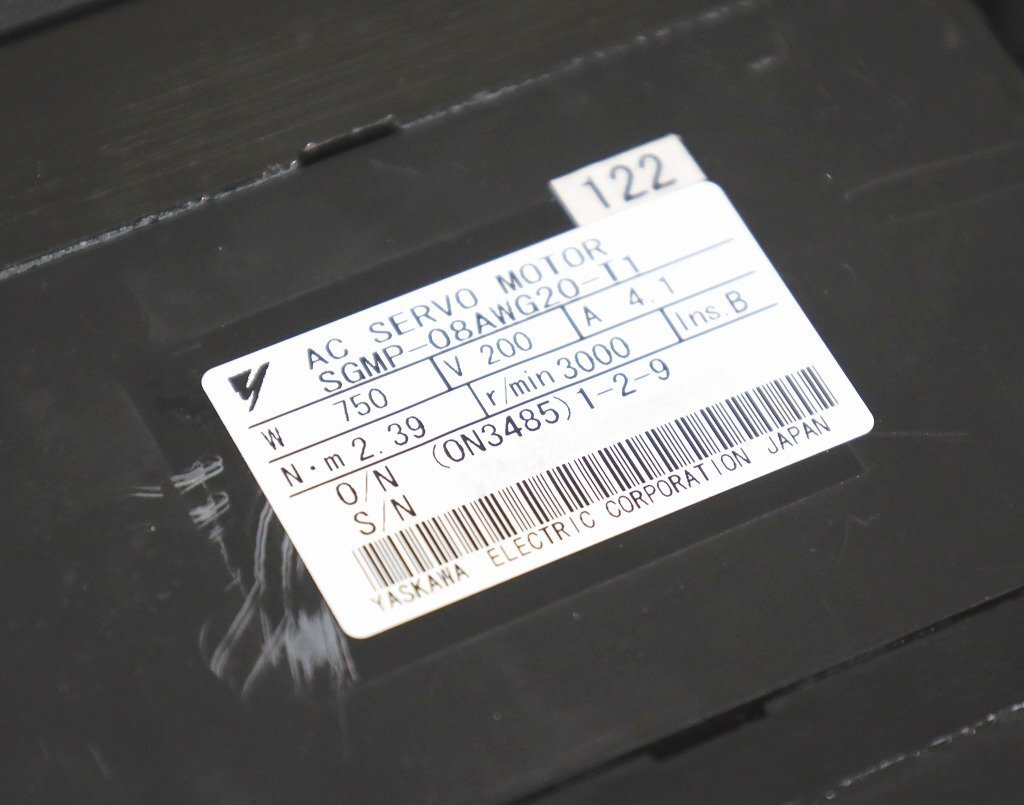 122
AC SERVO MOTOR
SGMP-08AWG20-T1
W 750 V 200 A 4.1
N·m 2.39 r/min 3000 Ins.B
O/N (0N3485)1-2-9
S/N
YASKAWA ELECTRIC CORPORATION JAPAN